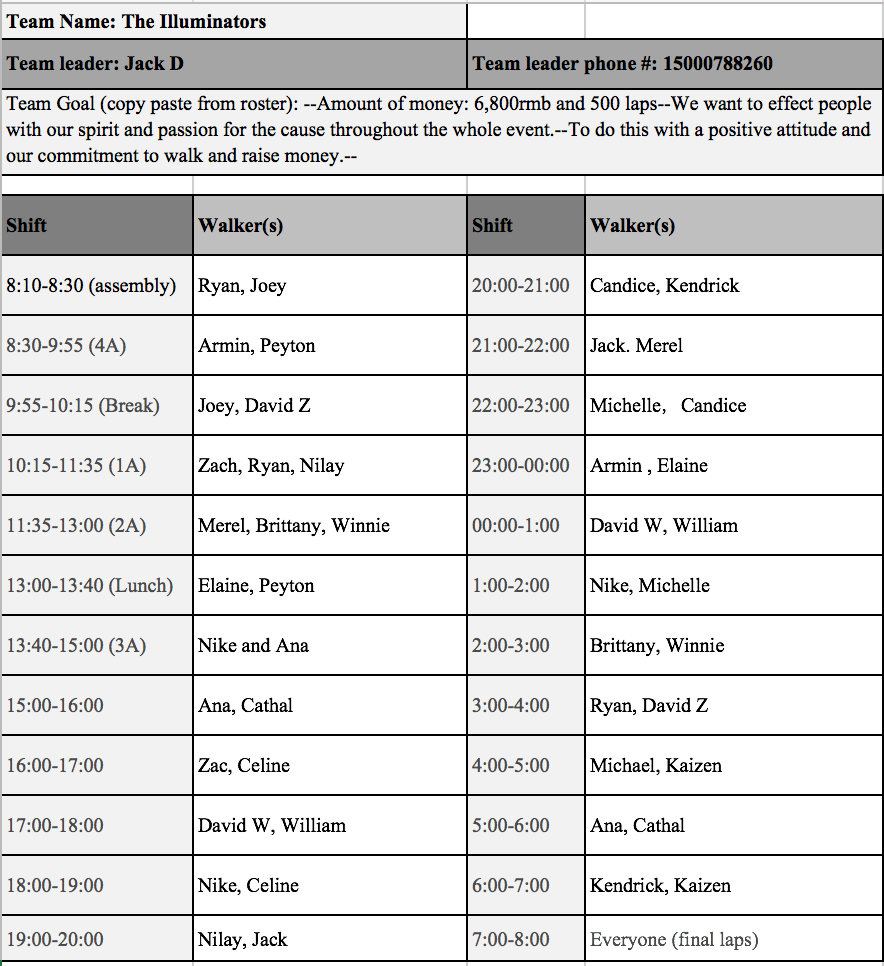 Team Name: The Illuminators
Team leader: Jack D Team leader phone #: 15000788260
Team Goal (copy paste from roster): --Amount of money: 6,800rmb and 500 laps--We want to effect people
with our spirit and passion for the cause throughout the whole event.--To do this with a positive attitude and
our commitment to walk and raise money.--
Shift Walker(s) Shift Walker(s)
8:10-8:30 (assembly) Ryan, Joey 20:00-21:00 Candice, Kendrick
8:30-9:55 (4A) Armin, Peyton 21:00-22:00 Jack. Merel
9:55-10:15 (Break) Joey, David Z 22:00-23:00 Michelle, Candice
10:15-11:35 (1A) Zach, Ryan, Nilay 23:00-00:00 Armin , Elaine
11:35-13:00 (2A) Merel, Brittany, Winnie 00:00-1:00 David W, William
13:00-13:40 (Lunch) Elaine, Peyton 1:00-2:00 Nike, Michelle
13:40-15:00 (3A) Nike and Ana 2:00-3:00 Brittany, Winnie
15:00-16:00 Ana, Cathal 3:00-4:00 Ryan, David Z
16:00-17:00 Zac, Celine 4:00-5:00 Michael, Kaizen
17:00-18:00 David W, William 5:00-6:00 Ana, Cathal
18:00-19:00 Nike, Celine 6:00-7:00 Kendrick, Kaizen
19:00-20:00 Nilay, Jack 7:00-8:00 Everyone (final laps)